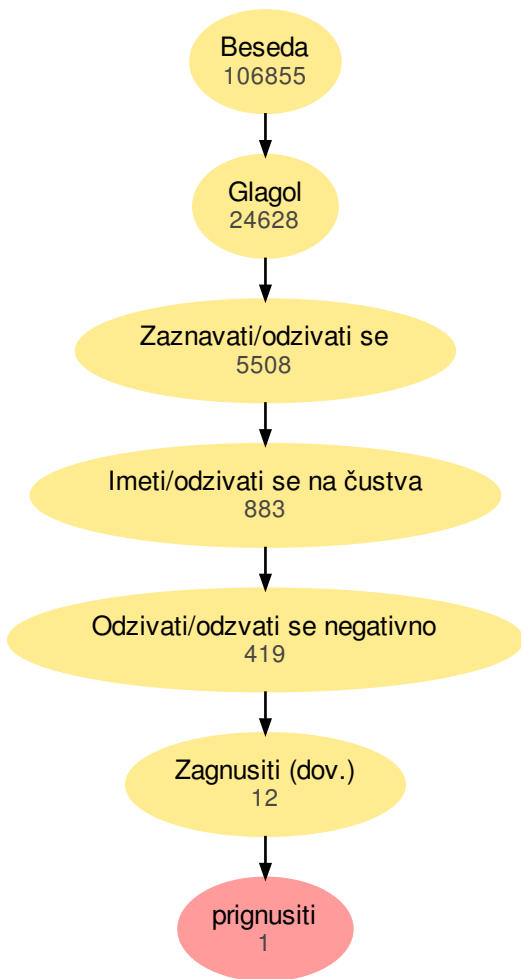 Beseda
106855
Glagol
24628
Zaznavati/odzivati se
5508
Imeti/odzivati se na čustva
883
Odzivati/odzvati se negativno
419
Zagnusiti (dov.)
12
prignusiti
1